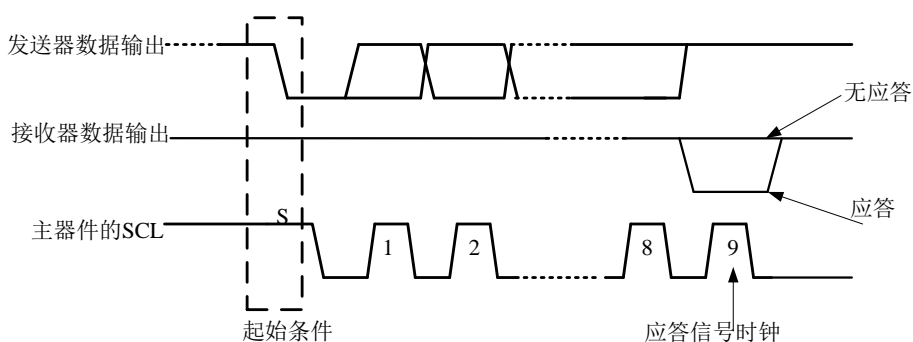 发送器数据输出
无应答
接收器数据输出
应答
主器件的SCL
S
1
2
8
9
起始条件
应答信号时钟